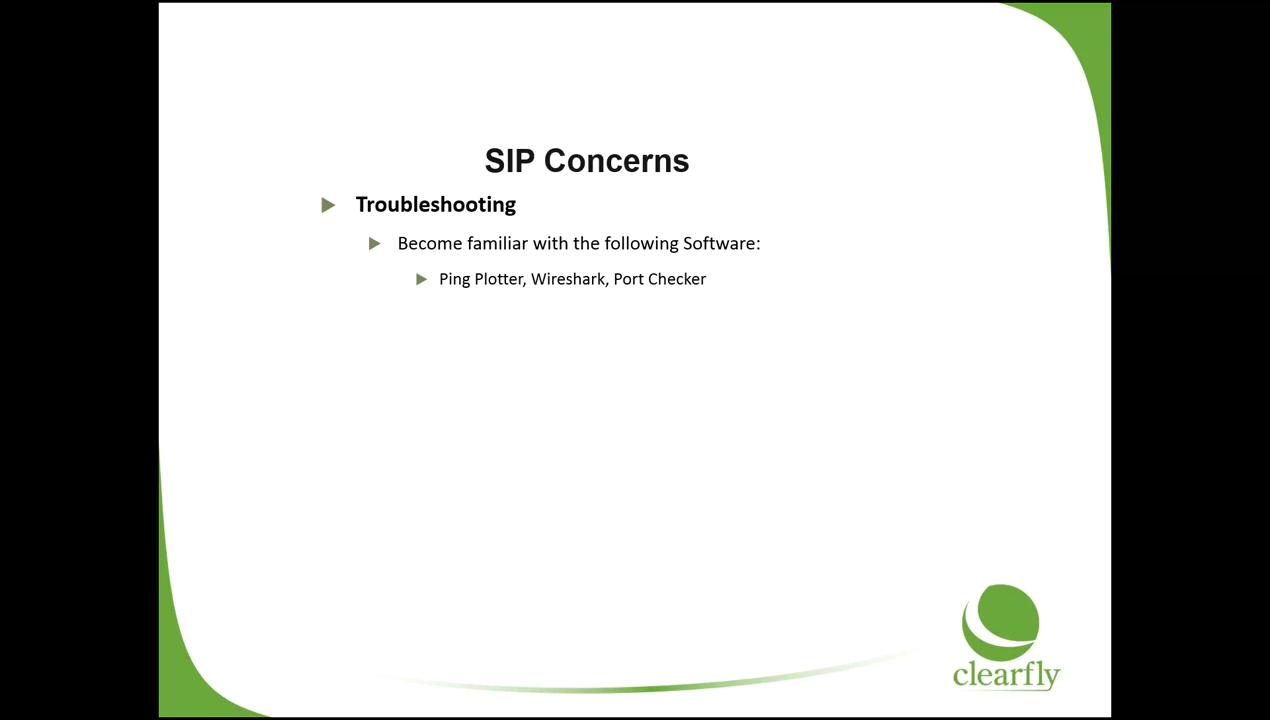 SIP Concerns
Troubleshooting
Become familiar with the following Software:
Ping Plotter, Wireshark, Port Checker
clearfly